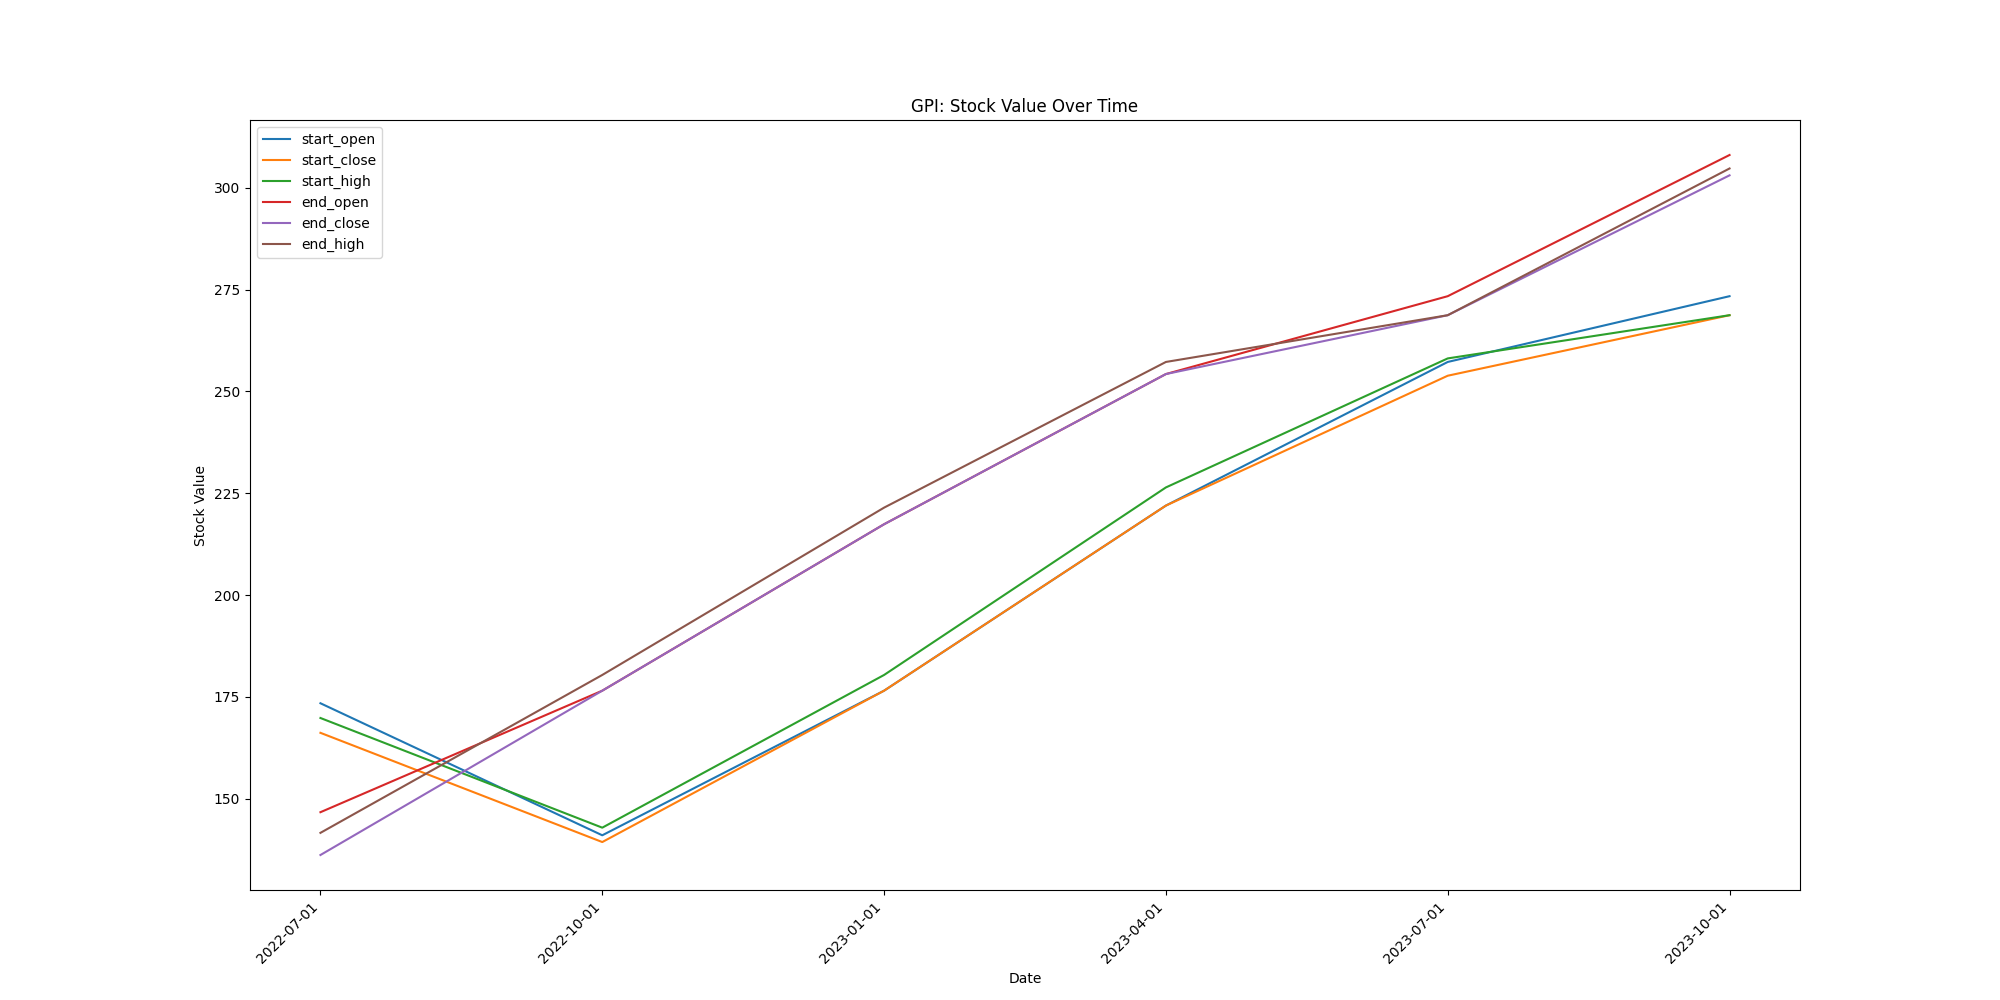 GPI: Stock Value Over Time
start_open
start_close
start_high
end_open
end_close
end_high
300
275
250
225
200
175
150
Stock Value
2022-07-01
2022-10-01
2023-01-01
2023-04-01
2023-07-01
2023-10-01
Date